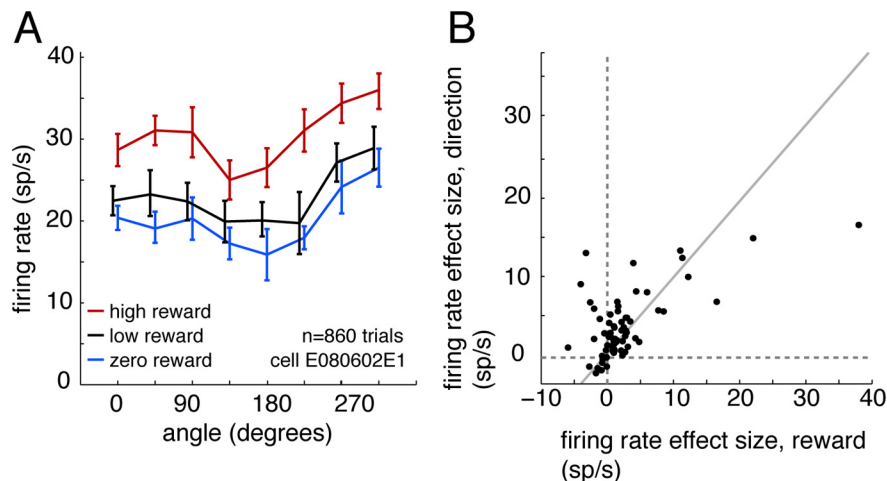 A
40
30
20
10
0
firing rate (sp/s)
high reward
low reward
zero reward
n=860 trials
cell E080602E1
0 90 180 270
angle (degrees)
B
30
20
10
0
firing rate effect size, direction
(sp/s)
−10 0 10 20 30 40
firing rate effect size, reward
(sp/s)